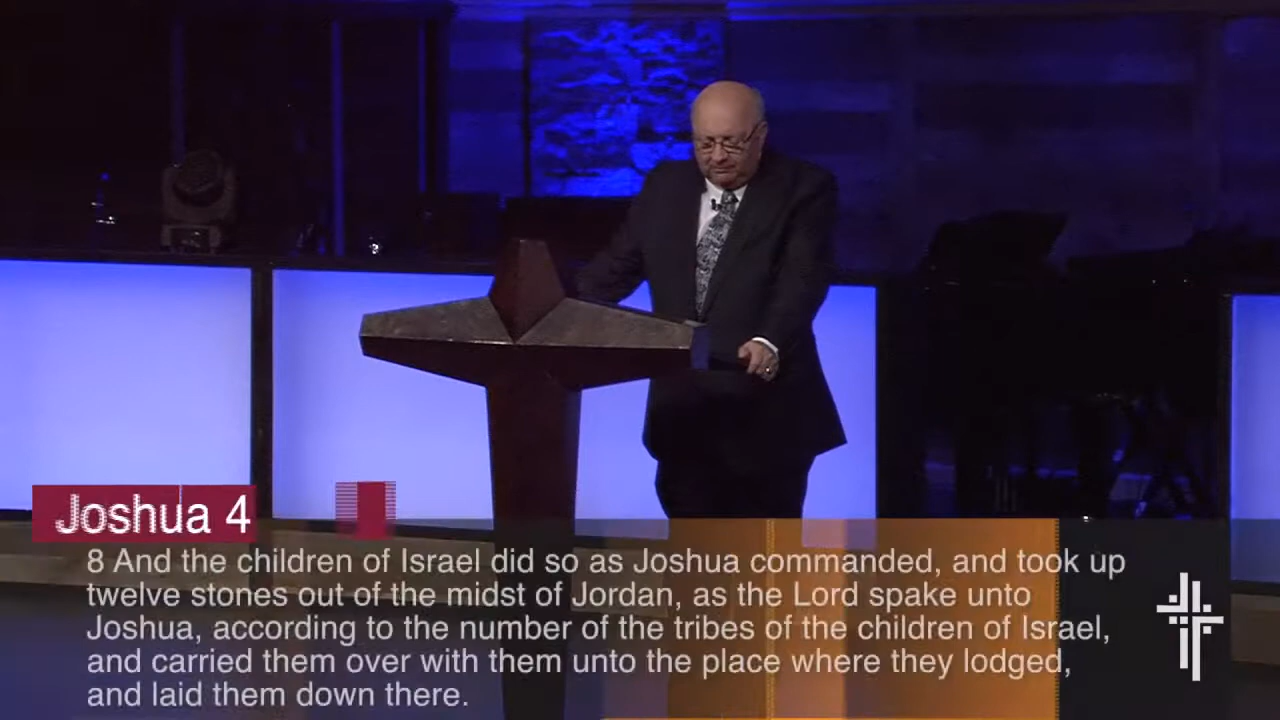 Joshua 4
8 And the children of Israel did so as Joshua commanded, and took up
twelve stones out of the midst of Jordan, as the Lord spake unto
Joshua, according to the number of the tribes of the children of Israel,
and carried them over with them unto the place where they lodged,
and laid them down there.